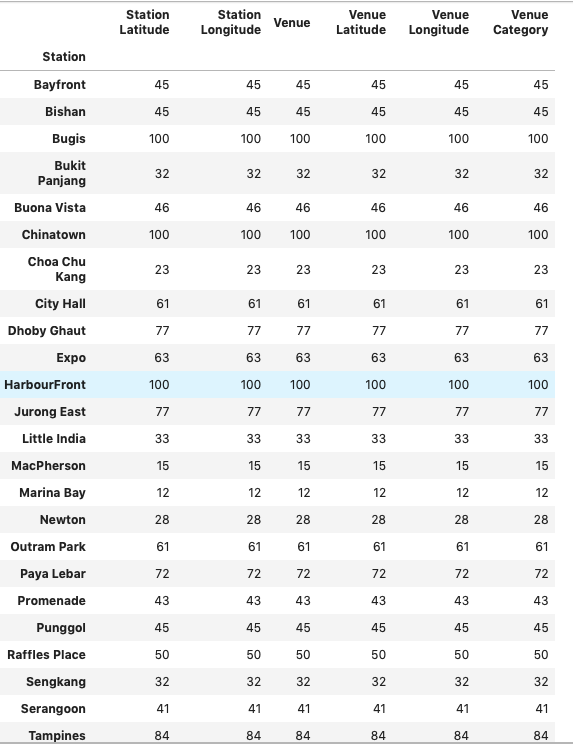 Station Latitude Station Longitude Venue Venue Latitude Venue Longitude Venue Category
Station
Bayfront 45 45 45 45 45 45
Bishan 45 45 45 45 45 45
Bugis 100 100 100 100 100 100
Bukit Panjang 32 32 32 32 32 32
Buona Vista 46 46 46 46 46 46
Chinatown 100 100 100 100 100 100
Choa Chu Kang 23 23 23 23 23 23
City Hall 61 61 61 61 61 61
Dhoby Ghaut 77 77 77 77 77 77
Expo 63 63 63 63 63 63
HarbourFront 100 100 100 100 100 100
Jurong East 77 77 77 77 77 77
Little India 33 33 33 33 33 33
MacPherson 15 15 15 15 15 15
Marina Bay 12 12 12 12 12 12
Newton 28 28 28 28 28 28
Outram Park 61 61 61 61 61 61
Paya Lebar 72 72 72 72 72 72
Promenade 43 43 43 43 43 43
Punggol 45 45 45 45 45 45
Raffles Place 50 50 50 50 50 50
Sengkang 32 32 32 32 32 32
Serangoon 41 41 41 41 41 41
Tampines 84 84 84 84 84 84